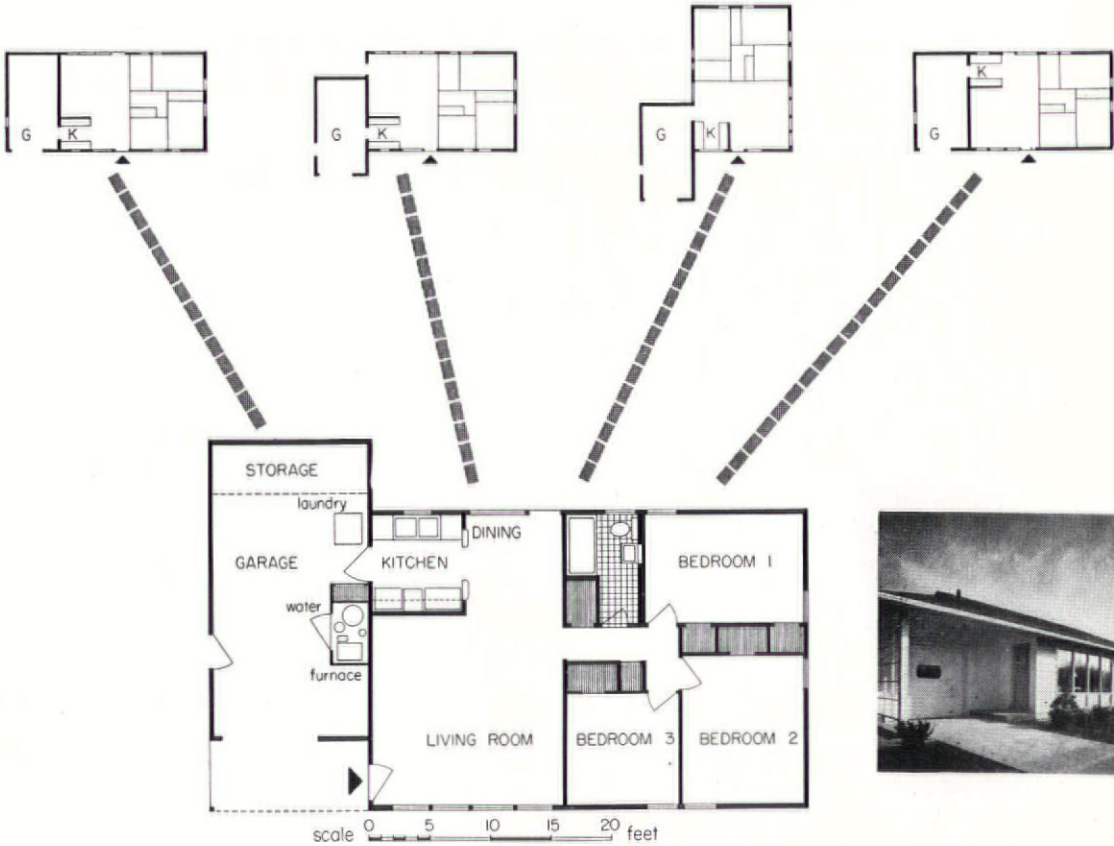 G K
G K
G K
G K
STORAGE
laundry
DINING
GARAGE
KITCHEN
BEDROOM 1
water
furnace
LIVING ROOM
BEDROOM 3
BEDROOM 2
scale 0 5 10 15 20 feet